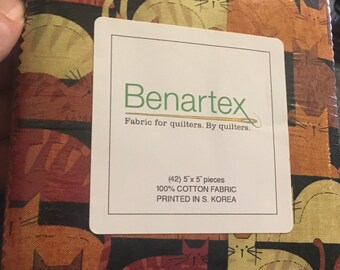 Benartex
Fabric for quilters. By quilters.
(42) 5"x 5" pieces
100% COTTON FABRIC
PRINTED IN S. KOREA